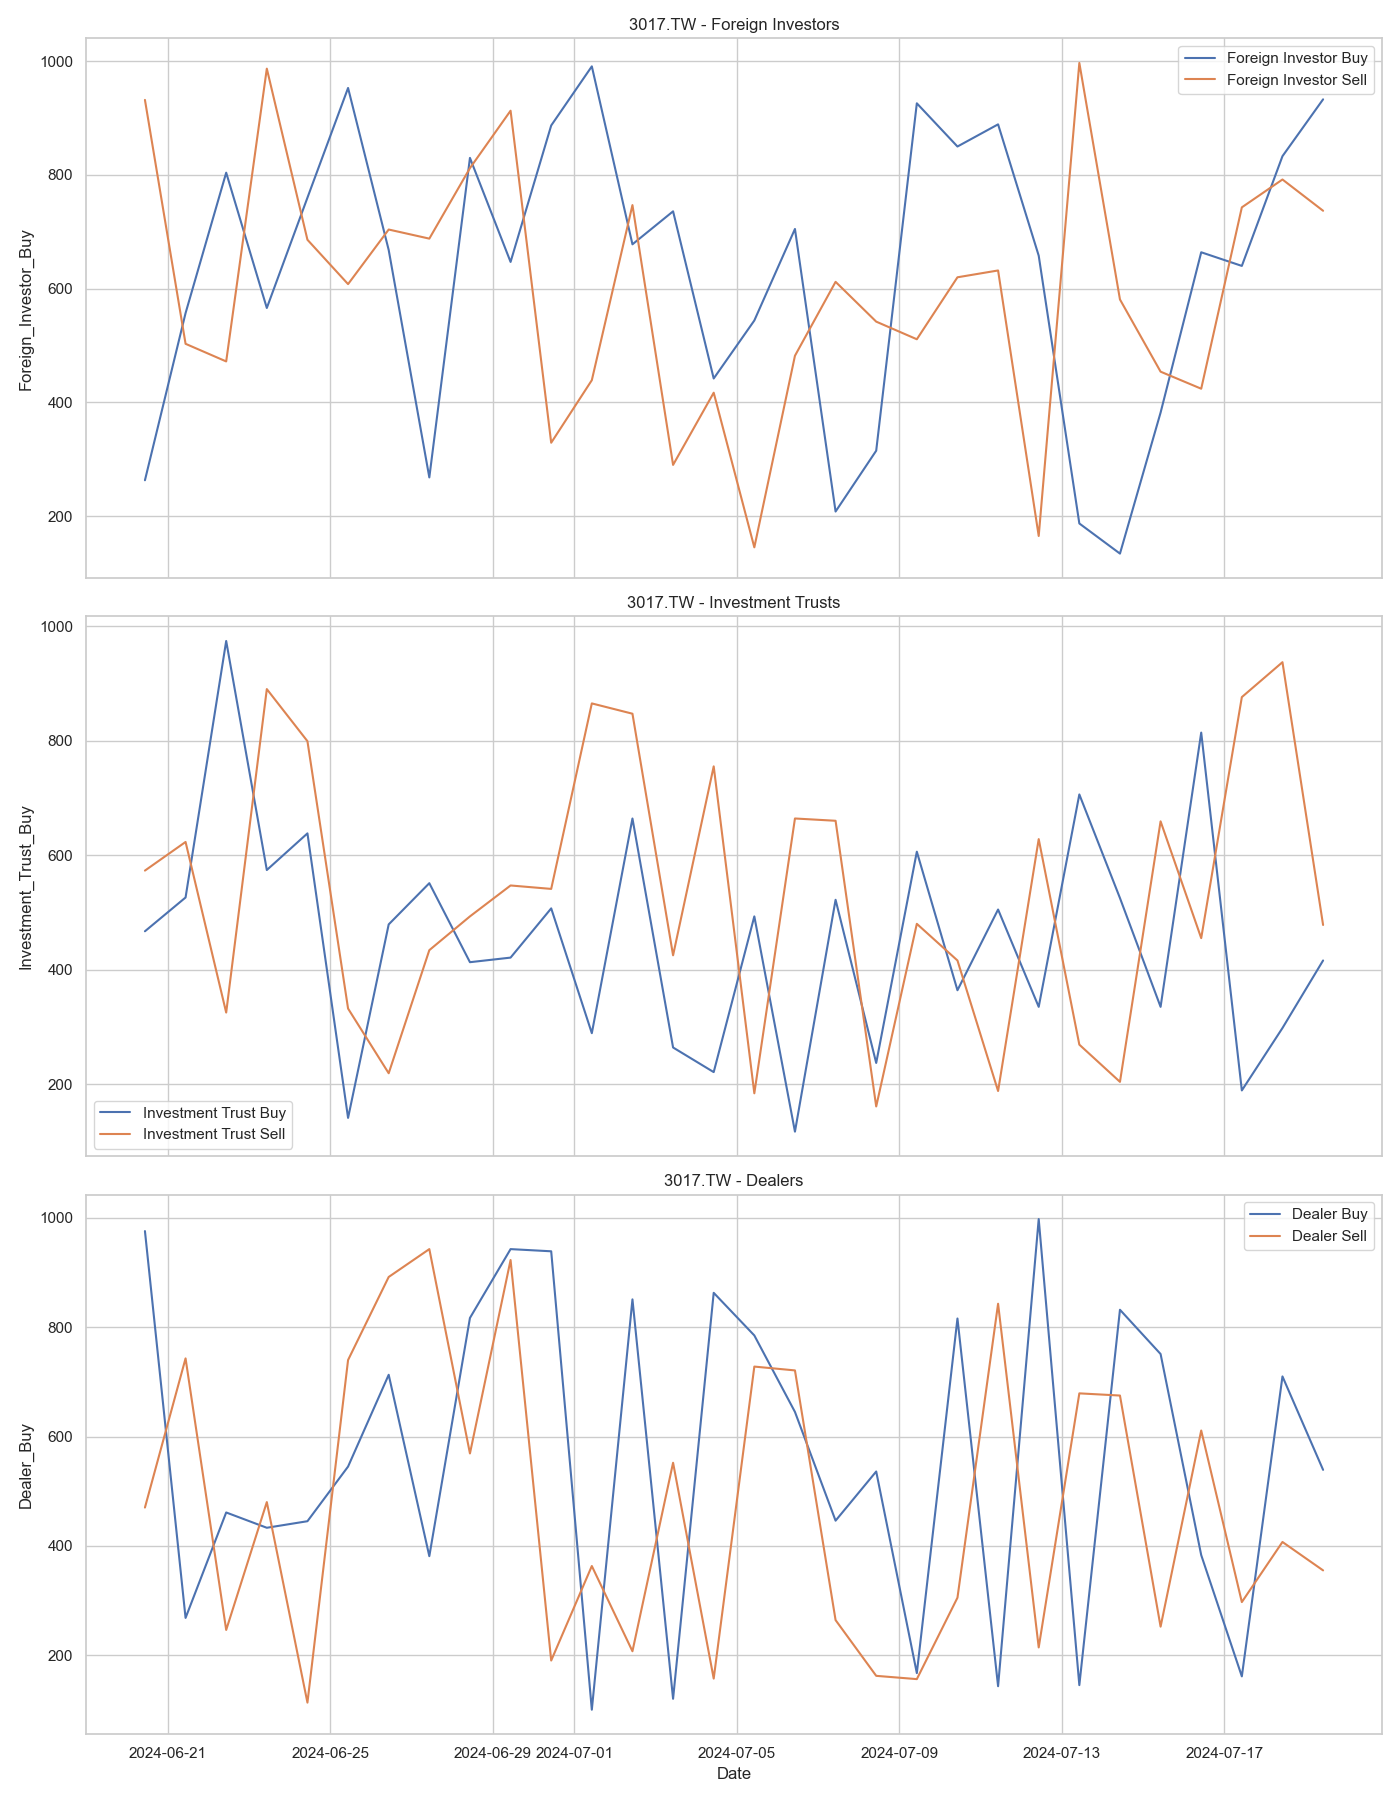 3017.TW - Foreign Investors
Foreign_Investor_Buy
1000
800
600
400
200
Foreign Investor Buy
Foreign Investor Sell
3017.TW - Investment Trusts
Investment_Trust_Buy
1000
800
600
400
200
Investment Trust Buy
Investment Trust Sell
3017.TW - Dealers
Dealer_Buy
1000
800
600
400
200
Dealer Buy
Dealer Sell
2024-06-21 2024-06-25 2024-06-29 2024-07-01 2024-07-05 2024-07-09 2024-07-13 2024-07-17
Date